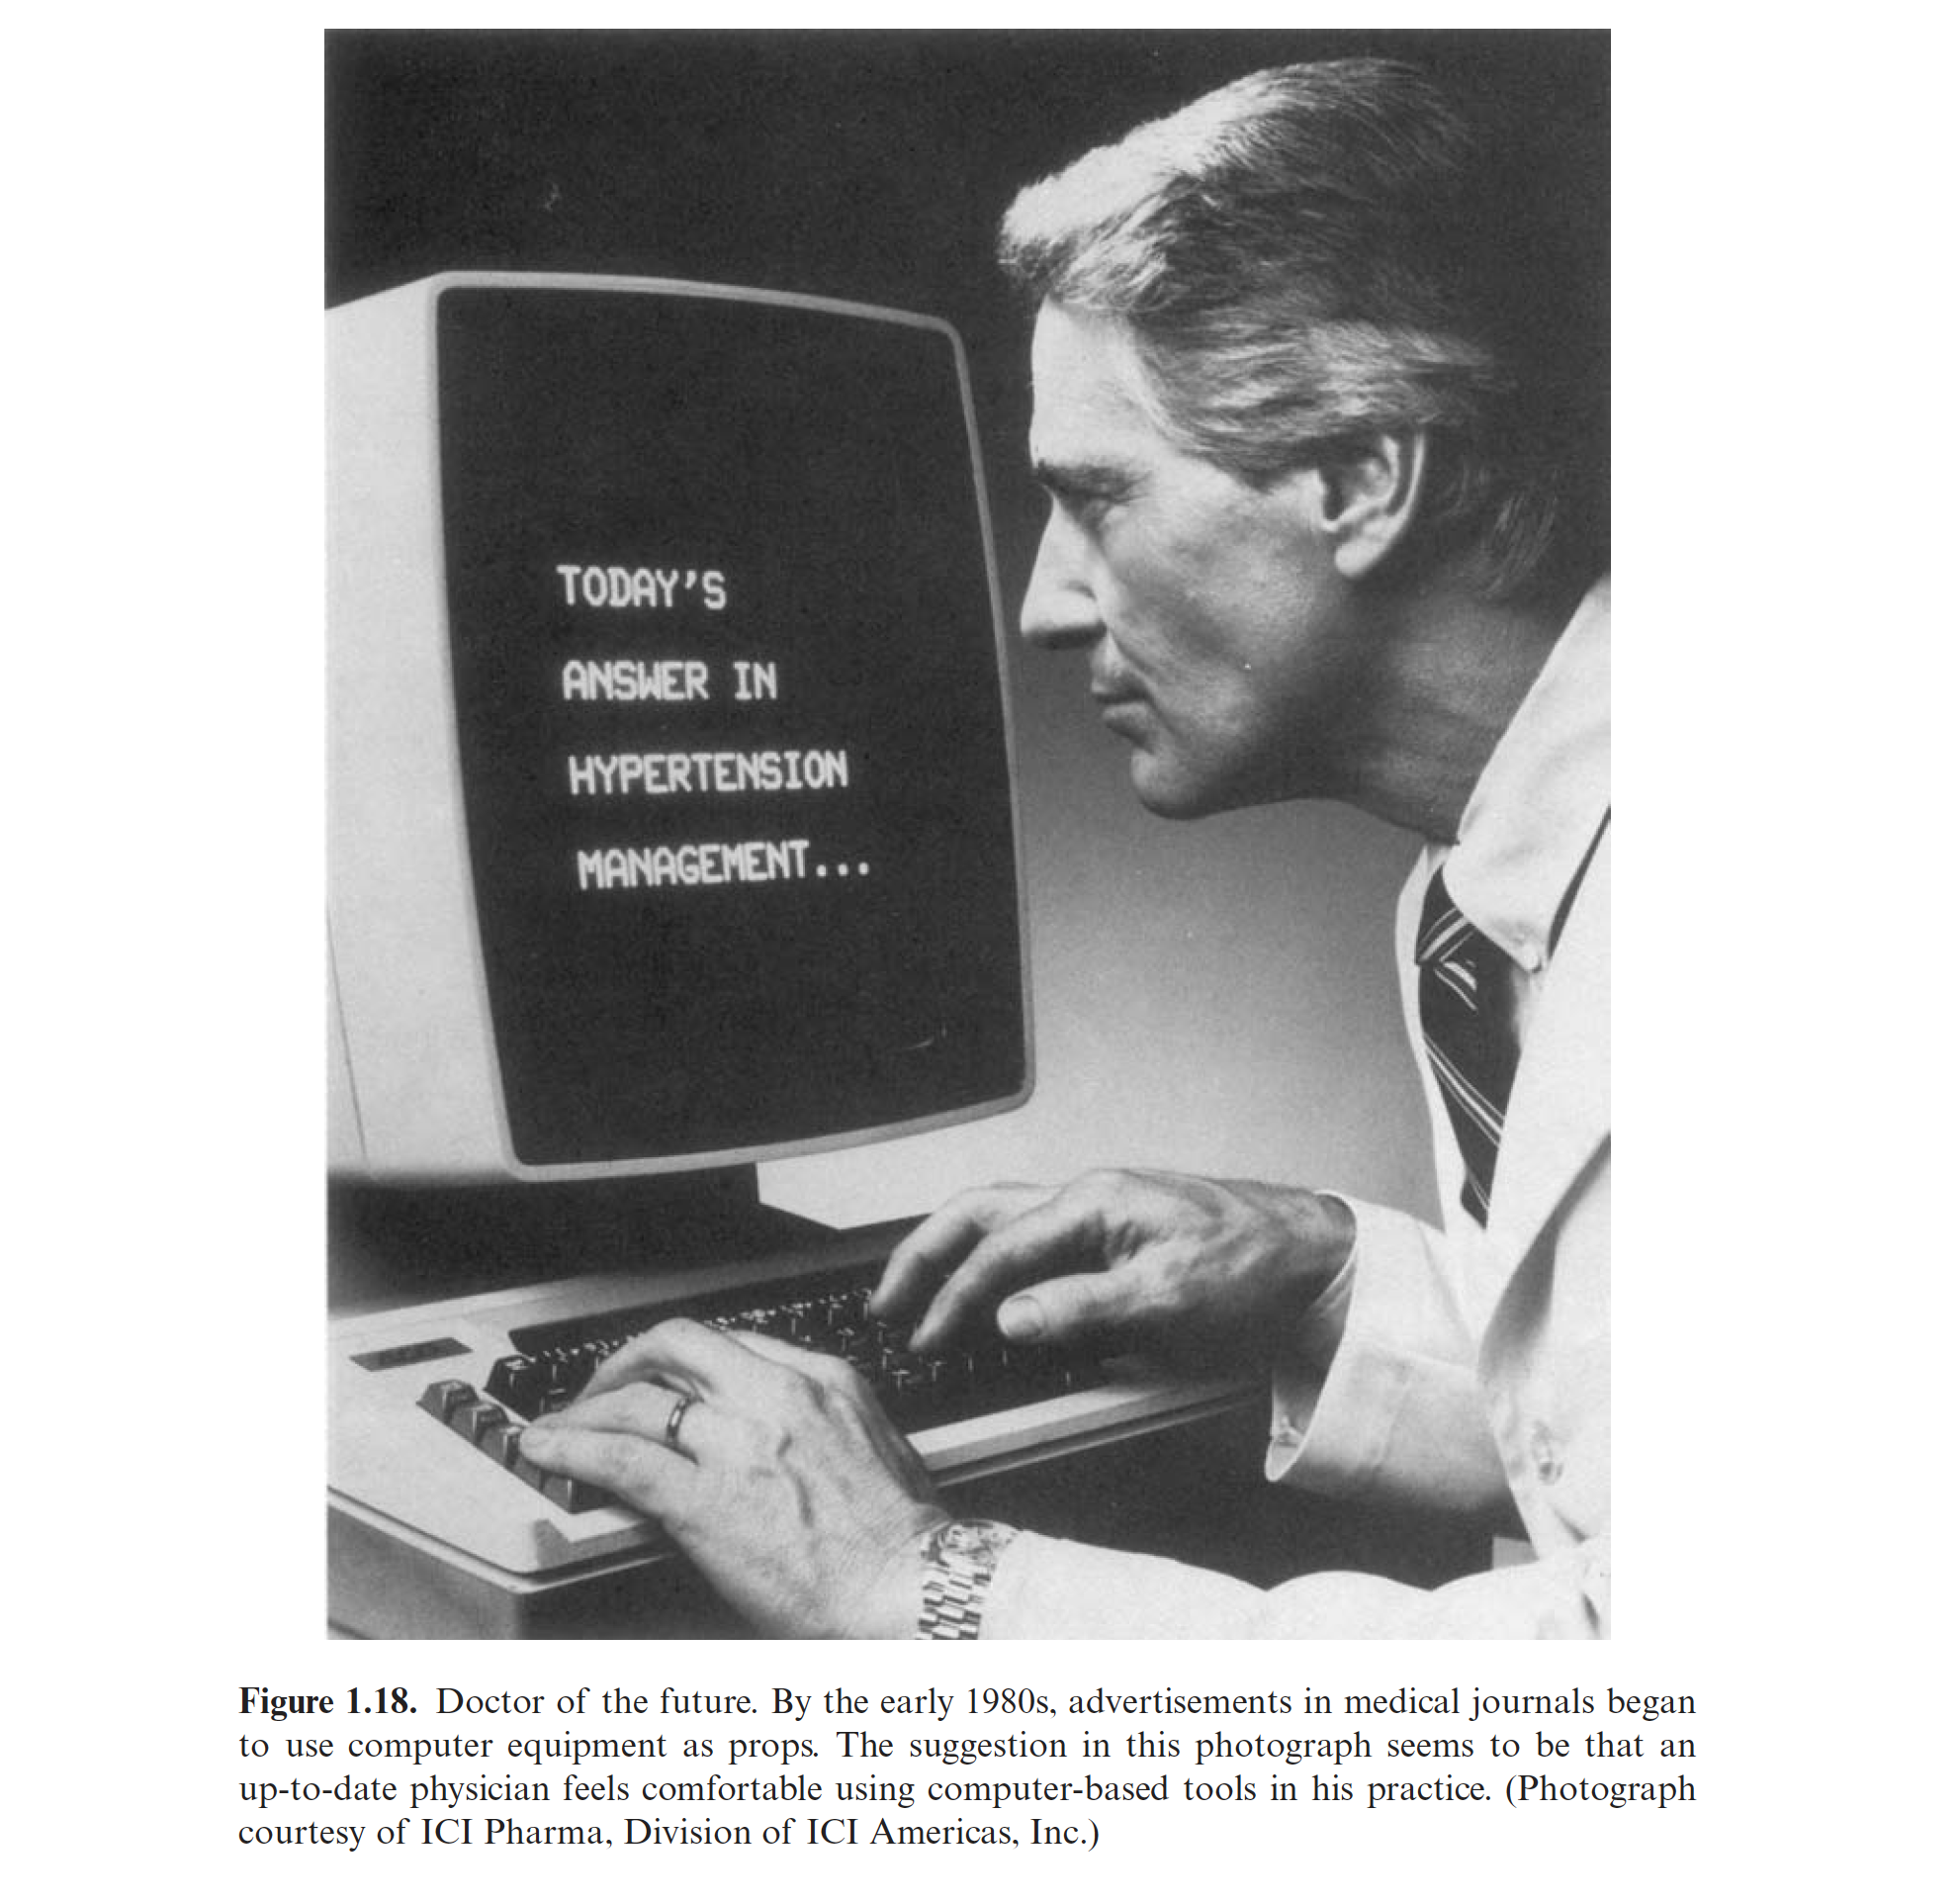 TODAY'S
ANSWER IN
HYPERTENSION
MANAGEMENT...
Figure 1.18. Doctor of the future. By the early 1980s, advertisements in medical journals began
to use computer equipment as props. The suggestion in this photograph seems to be that an
up-to-date physician feels comfortable using computer-based tools in his practice. (Photograph
courtesy of ICI Pharma, Division of ICI Americas, Inc.)